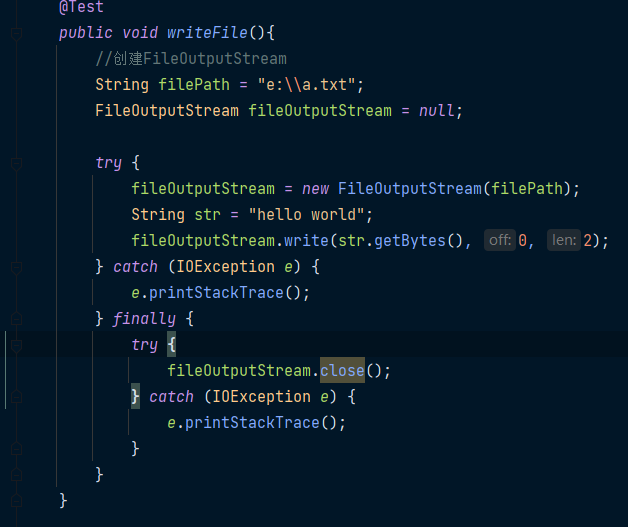 @Test
public void writeFile(){
//创建FileOutputStream
String filePath = "e:\\a.txt";
FileOutputStream fileOutputStream = null;
try {
fileOutputStream = new FileOutputStream(filePath);
String str = "hello world";
fileOutputStream.write(str.getBytes(), off: 0, len: 2);
} catch (IOException e) {
e.printStackTrace();
} finally {
try {
fileOutputStream.close();
} catch (IOException e) {
e.printStackTrace();
}
}
}